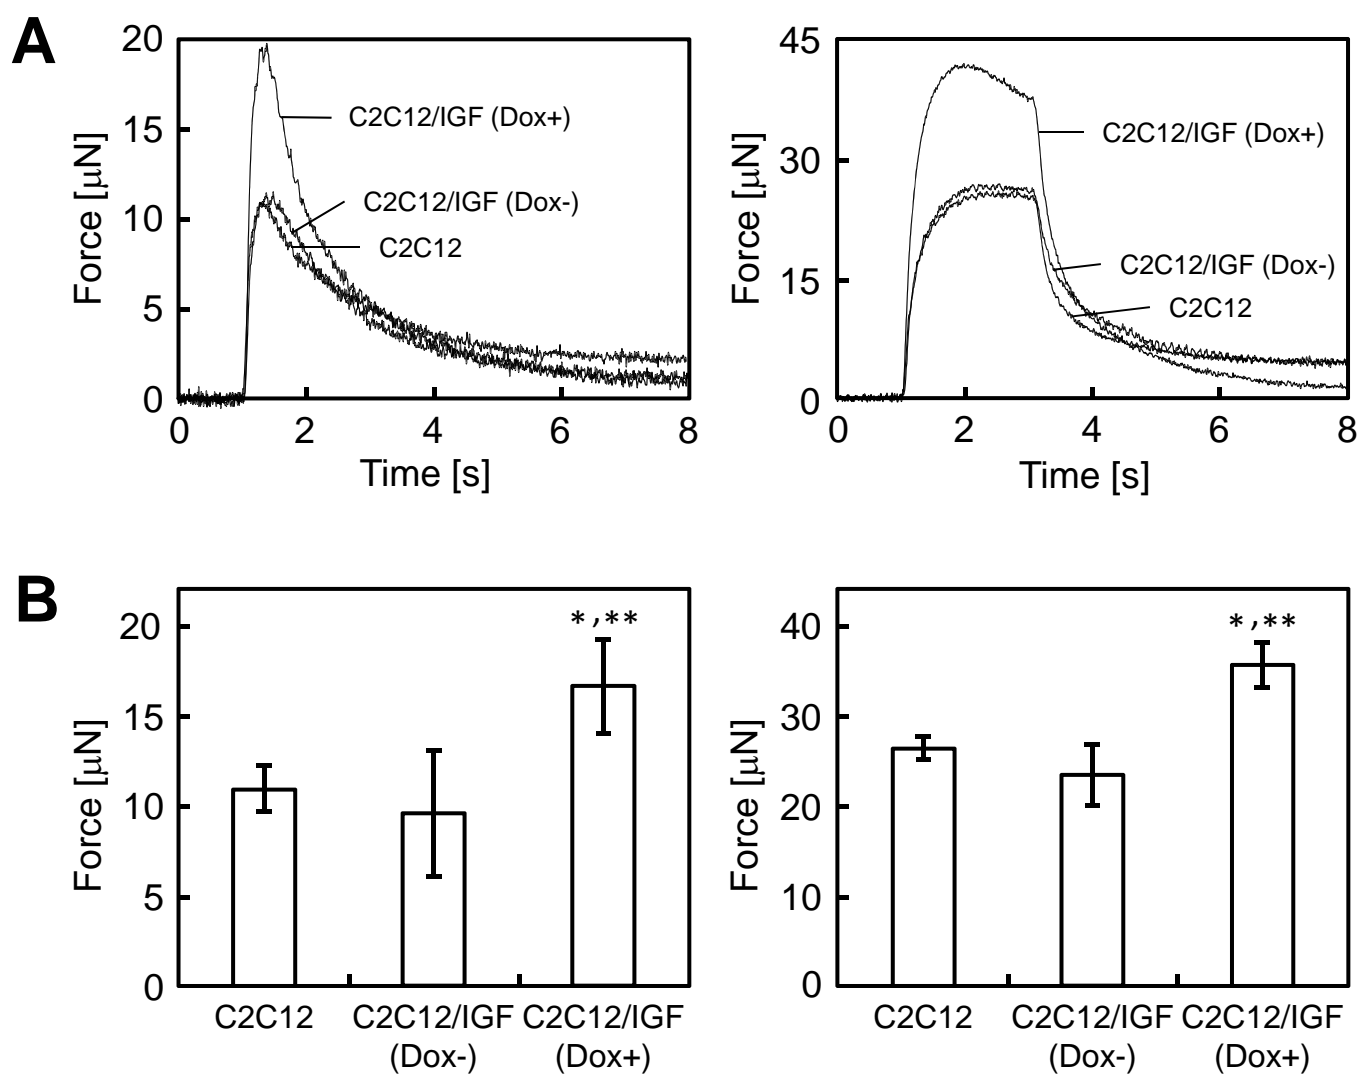 A
20
15
10
5
0
0 2 4 6 8
Force [μN]
Time [s]
C2C12/IGF (Dox+)
C2C12/IGF (Dox-)
C2C12
45
30
15
0
0 2 4 6 8
Force [μN]
Time [s]
C2C12/IGF (Dox+)
C2C12/IGF (Dox-)
C2C12
B
20
15
10
5
0
Force [μN]
*,**
C2C12 C2C12/IGF C2C12/IGF
(Dox-) (Dox+)
40
30
20
10
0
Force [μN]
*,**
C2C12 C2C12/IGF C2C12/IGF
(Dox-) (Dox+)